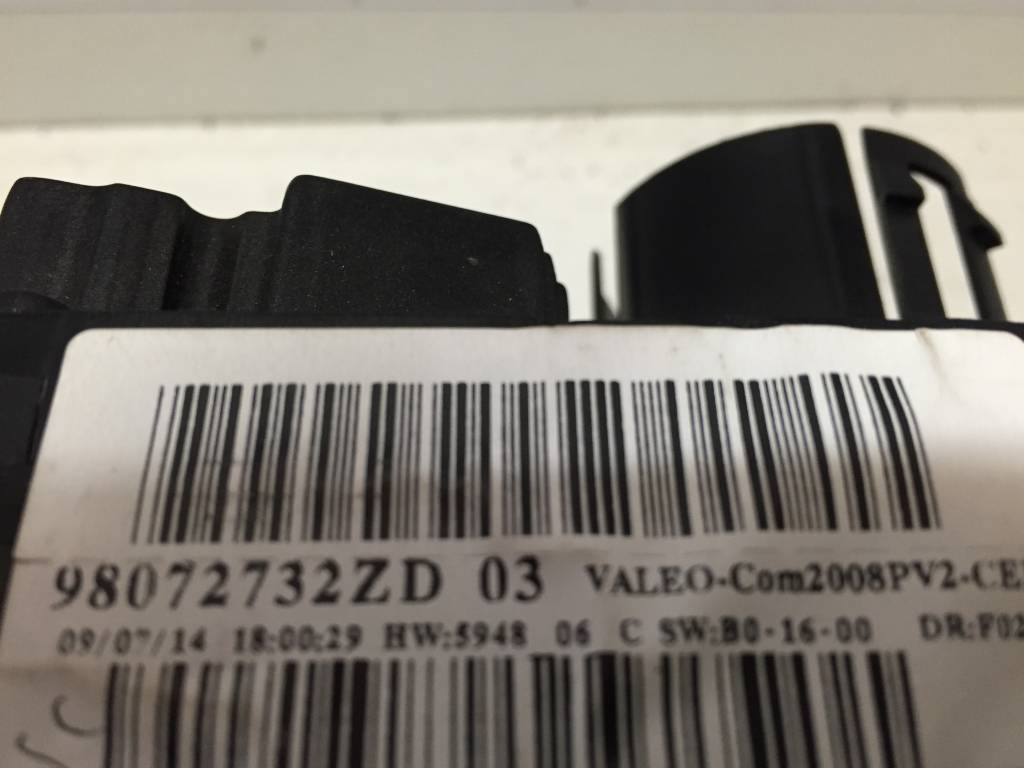 98072732ZD 03 VALEO-Com2008PV2-CE
09/07/14 18:00:29 HW:5948 06 C SW:B0-16-00 DR:F02